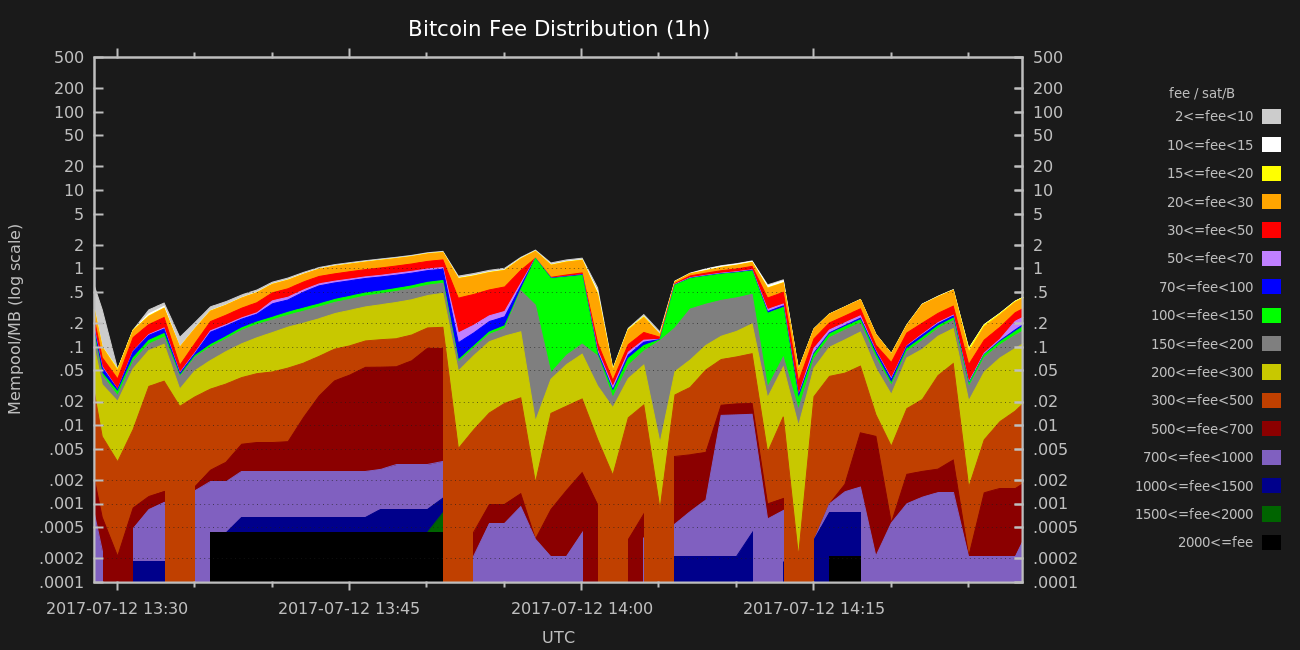 Bitcoin Fee Distribution (1h)
Mempool/MB (log scale)
500
200
100
50
20
10
5
2
1
.5
.2
.1
.05
.02
.01
.005
.002
.001
.0005
.0002
.0001
500
200
100
50
20
10
5
2
1
.5
.2
.1
.05
.02
.01
.005
.002
.001
.0005
.0002
.0001
2017-07-12 13:30
2017-07-12 13:45
2017-07-12 14:00
2017-07-12 14:15
UTC
fee / sat/B
2<=fee<10
10<=fee<15
15<=fee<20
20<=fee<30
30<=fee<50
50<=fee<70
70<=fee<100
100<=fee<150
150<=fee<200
200<=fee<300
300<=fee<500
500<=fee<700
700<=fee<1000
1000<=fee<1500
1500<=fee<2000
2000<=fee